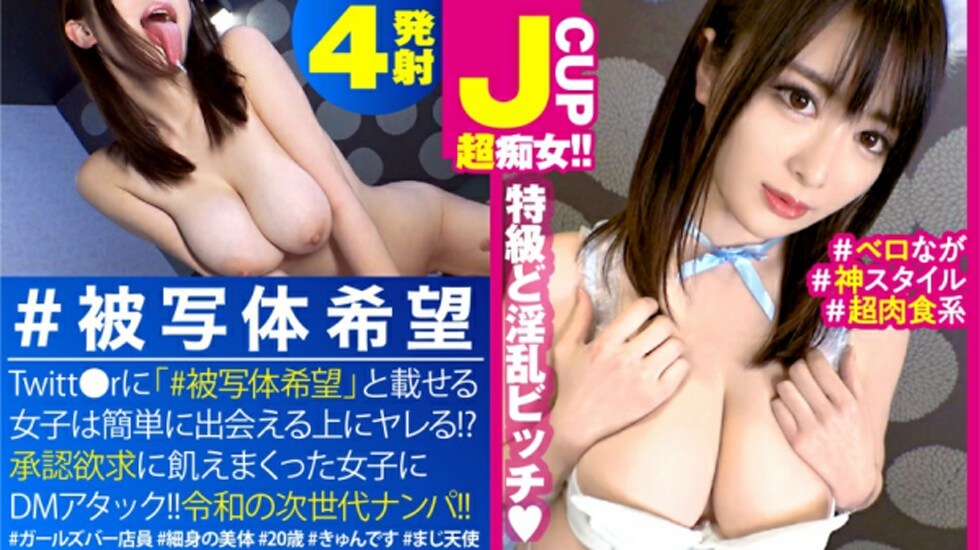 4発射
J CUP
超痴女!!
特級ど淫乱ビッチ♥
#ベロなが
#神スタイル
#超肉食系
#被写体希望
Twitt●rに「#被写体希望」と載せる
女子は簡単に出会える上にヤレる!?
承認欲求に飢えまくった女子に
DMアタック!!令和の次世代ナンパ!!
#ガールズバー店員 #細身の美体 #20歳 #きゅんです #まじ天使